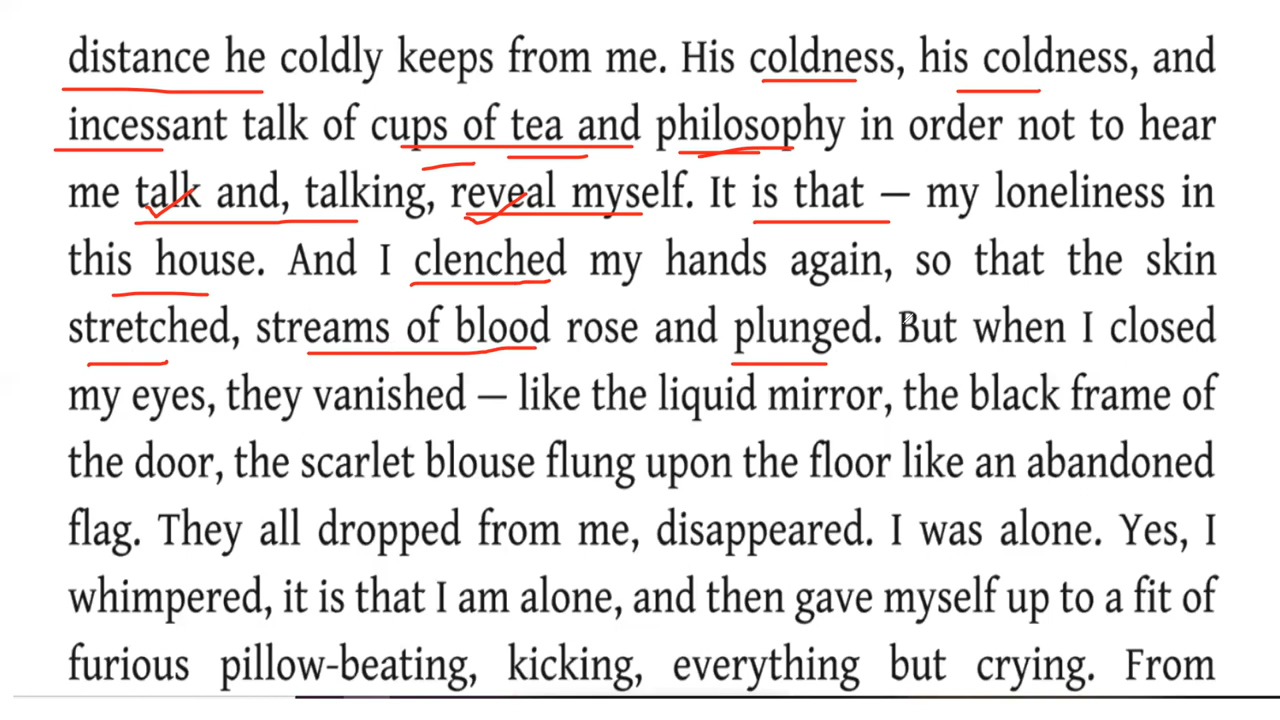 distance he coldly keeps from me. His coldness, his coldness, and
incessant talk of cups of tea and philosophy in order not to hear
me talk and, talking, reveal myself. It is that — my loneliness in
this house. And I clenched my hands again, so that the skin
stretched, streams of blood rose and plunged. But when I closed
my eyes, they vanished — like the liquid mirror, the black frame of
the door, the scarlet blouse flung upon the floor like an abandoned
flag. They all dropped from me, disappeared. I was alone. Yes, I
whimpered, it is that I am alone, and then gave myself up to a fit of
furious pillow-beating, kicking, everything but crying. From